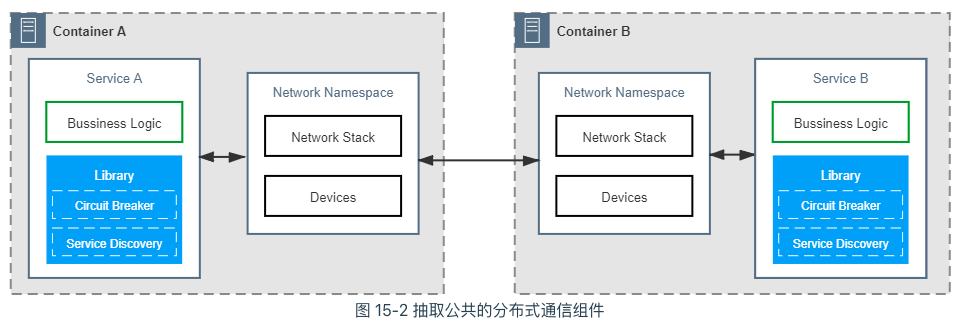 Container A
Service A
Bussiness Logic
Library
Circuit Breaker
Service Discovery
Network Namespace
Network Stack
Devices
Container B
Network Namespace
Network Stack
Devices
Service B
Bussiness Logic
Library
Circuit Breaker
Service Discovery
图 15-2 抽取公共的分布式通信组件